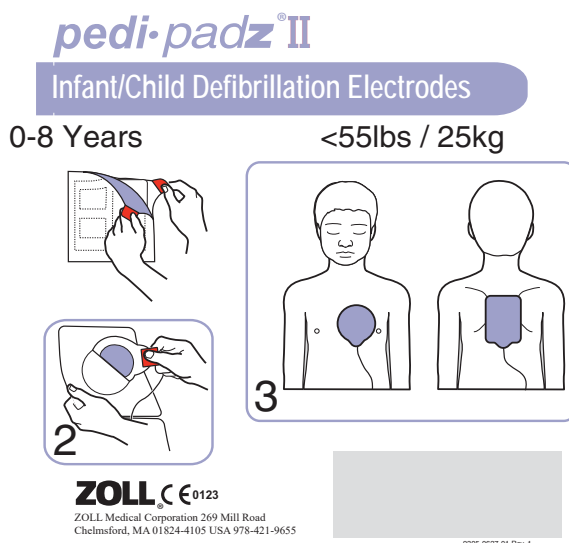 pedi•padz® II
Infant/Child Defibrillation Electrodes
0-8 Years
<55lbs / 25kg
2
3
ZOLL® CE 0123
ZOLL Medical Corporation 269 Mill Road
Chelmsford, MA 01824-4105 USA 978-421-9655